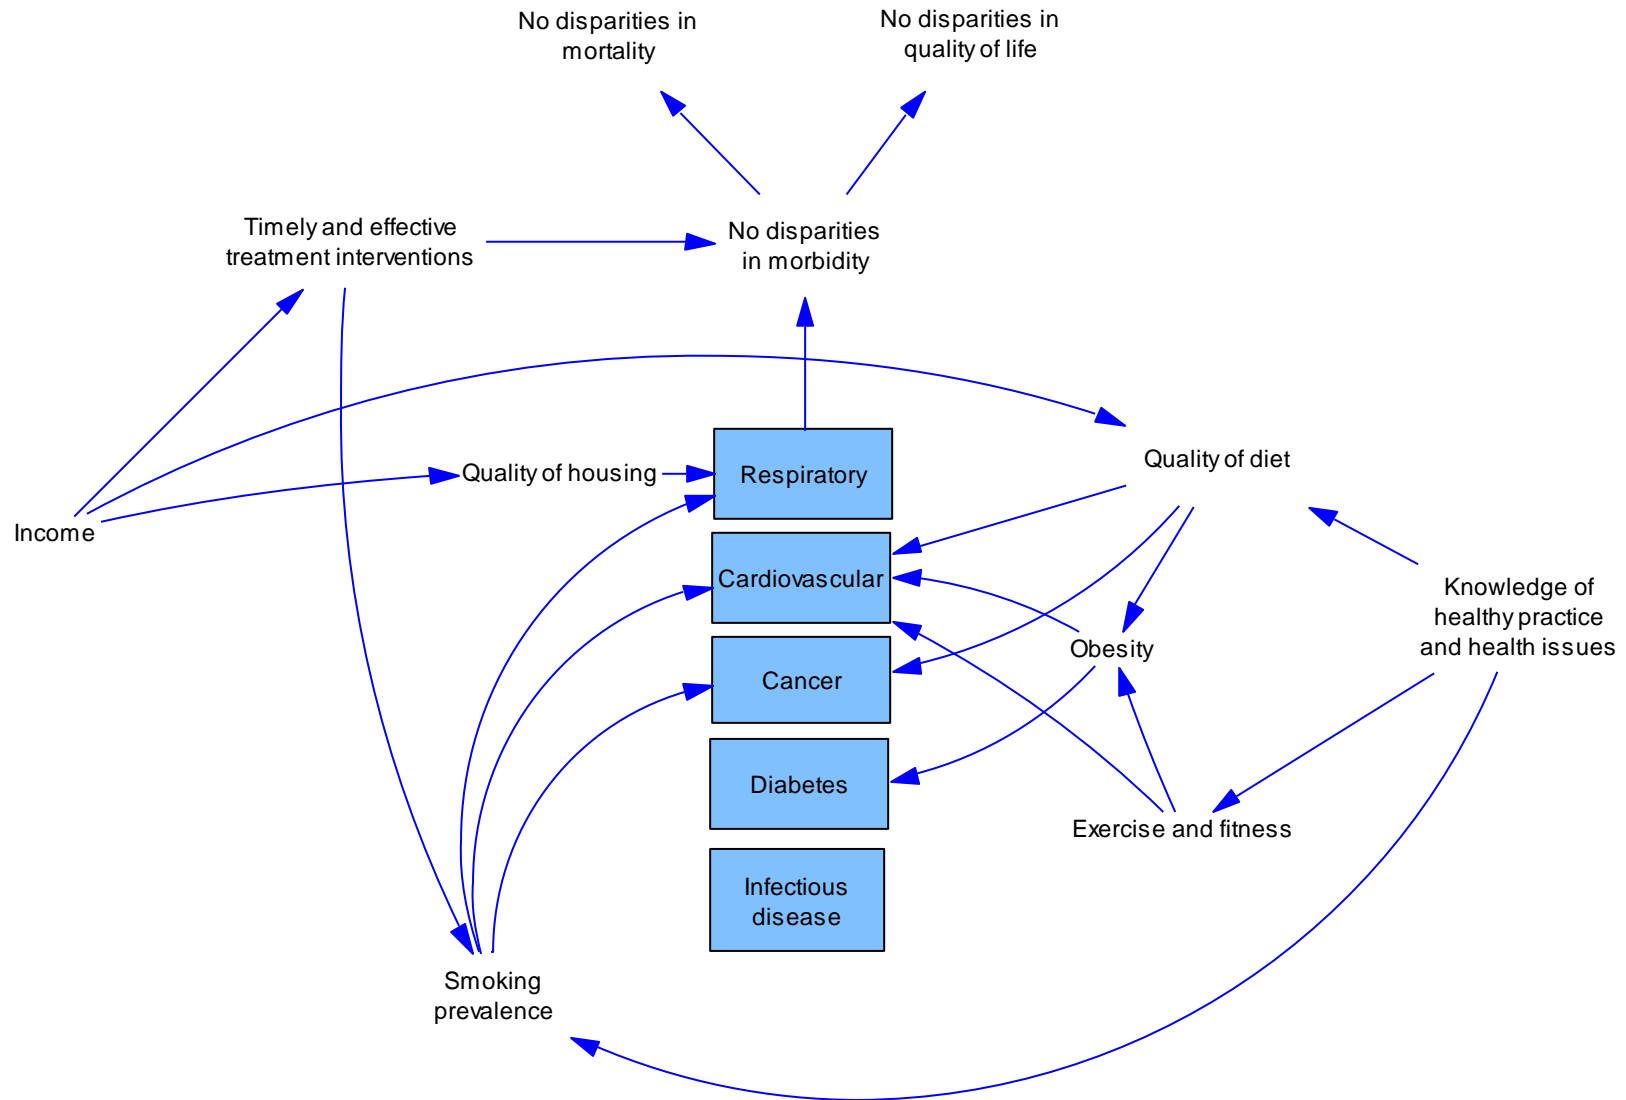 No disparities in
mortality
No disparities in
quality of life
Timely and effective
treatment interventions
No disparities
in morbidity
Quality of housing
Respiratory
Quality of diet
Income
Cardiovascular
Knowledge of
healthy practice
and health issues
Obesity
Cancer
Diabetes
Exercise and fitness
Infectious
disease
Smoking
prevalence